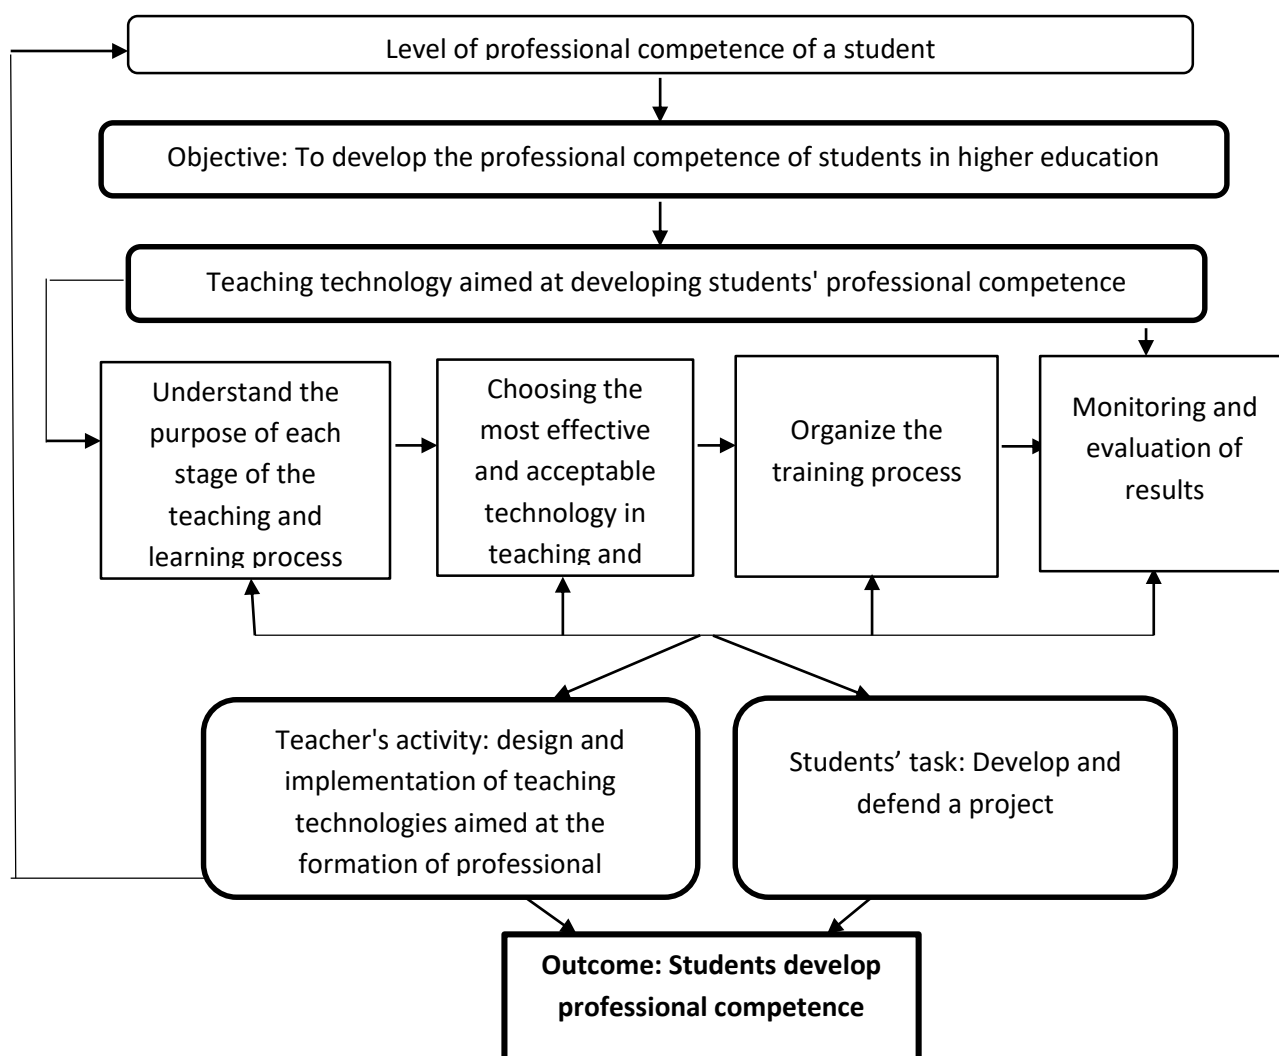 Level of professional competence of a student
Objective: To develop the professional competence of students in higher education
Teaching technology aimed at developing students' professional competence
Understand the
purpose of each
stage of the
teaching and
learning process
Choosing the
most effective
and acceptable
technology in
teaching and
Organize the
training process
Monitoring and
evaluation of
results
Teacher's activity: design and
implementation of teaching
technologies aimed at the
formation of professional
Students’ task: Develop and
defend a project
Outcome: Students develop
professional competence